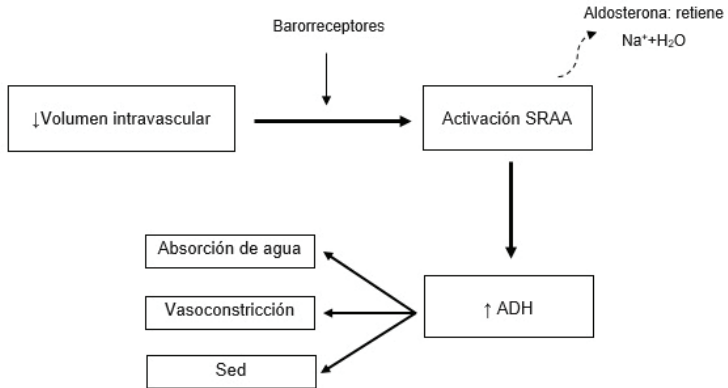 Aldosterona: retiene
Na⁺+H₂O
Barorreceptores
↓Volumen intravascular
Activación SRAA
Absorción de agua
Vasoconstricción
↑ ADH
Sed